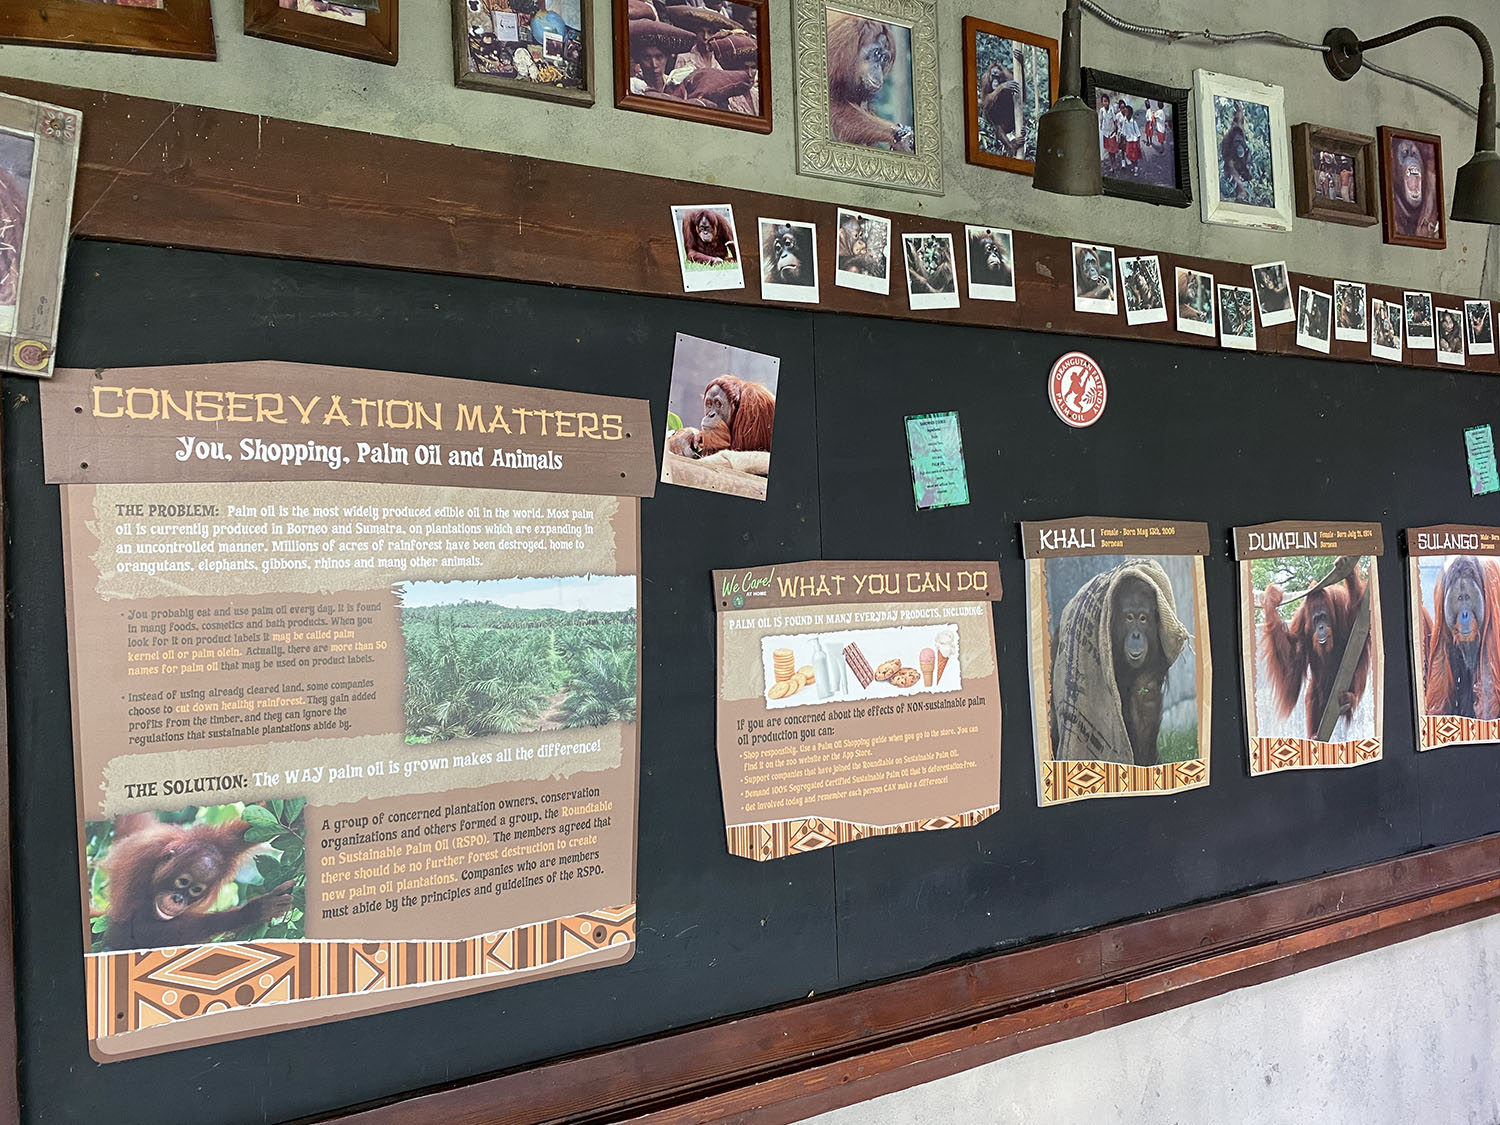 CONSERVATION MATTERS
You, Shopping, Palm Oil and Animals
THE PROBLEM: Palm oil is the most widely produced edible oil in the world. Most palm
oil is currently produced in Borneo and Sumatra, on plantations which are expanding in
an uncontrolled manner. Millions of acres of rainforest have been destroyed, home to
orangutans, elephants, gibbons, rhinos and many other animals.
• You probably eat and use palm oil every day. It is found
in many foods, cosmetics and bath products. When you
look for it on product labels it may be called palm
kernel oil or palm olein. Actually, there are more than 50
names for palm oil that may be used on product labels.
• Instead of using already cleared land, some companies
choose to cut down healthy rainforest. They gain added
profits from the timber, and they can ignore the
regulations that sustainable plantations abide by.
THE SOLUTION: The WAY palm oil is grown makes all the difference!
A group of concerned plantation owners, conservation
organizations and others formed a group, the Roundtable
on Sustainable Palm Oil (RSPO). The members agreed that
there should be no further forest destruction to create
new palm oil plantations. Companies who are members
must abide by the principles and guidelines of the RSPO.
ORANGUTAN FRIENDLY
PALM OIL
We Care!
AT HOME
WHAT YOU CAN DO
PALM OIL IS FOUND IN MANY EVERYDAY PRODUCTS, INCLUDING:
If you are concerned about the effects of NON-sustainable palm
oil production you can:
• Shop responsibly. Use a Palm Oil Shopping guide when you go to the store. You can
find it on the zoo website or the App Store.
• Support companies that have joined the Roundtable on Sustainable Palm Oil.
• Demand 100% Segregated Certified Sustainable Palm Oil that is deforestation-free.
• Get involved today and remember each person CAN make a difference!
KHALI
Female - Born May 13th, 2006
Bornean
DUMPLIN
Female - Born July 21, 1974
Bornean
SULANGO
Male - Born
Bornean